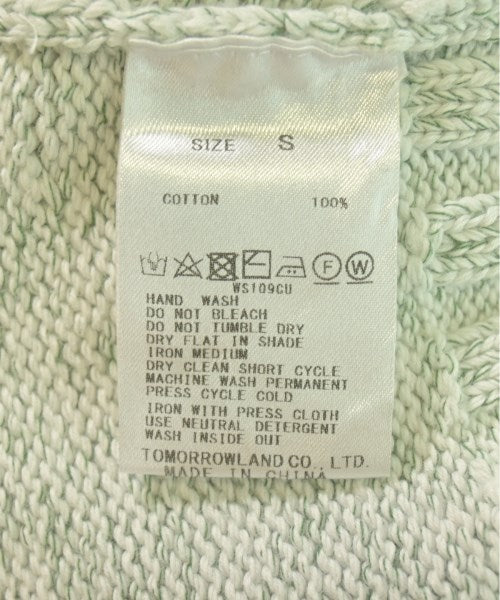 SIZE S
COTTON 100%
F W
WS109CU
HAND WASH
DO NOT BLEACH
DO NOT TUMBLE DRY
DRY FLAT IN SHADE
IRON MEDIUM
DRY CLEAN SHORT CYCLE
MACHINE WASH PERMANENT
PRESS CYCLE COLD
IRON WITH PRESS CLOTH
USE NEUTRAL DETERGENT
WASH INSIDE OUT
TOMORROWLAND CO., LTD.
MADE IN CHINA